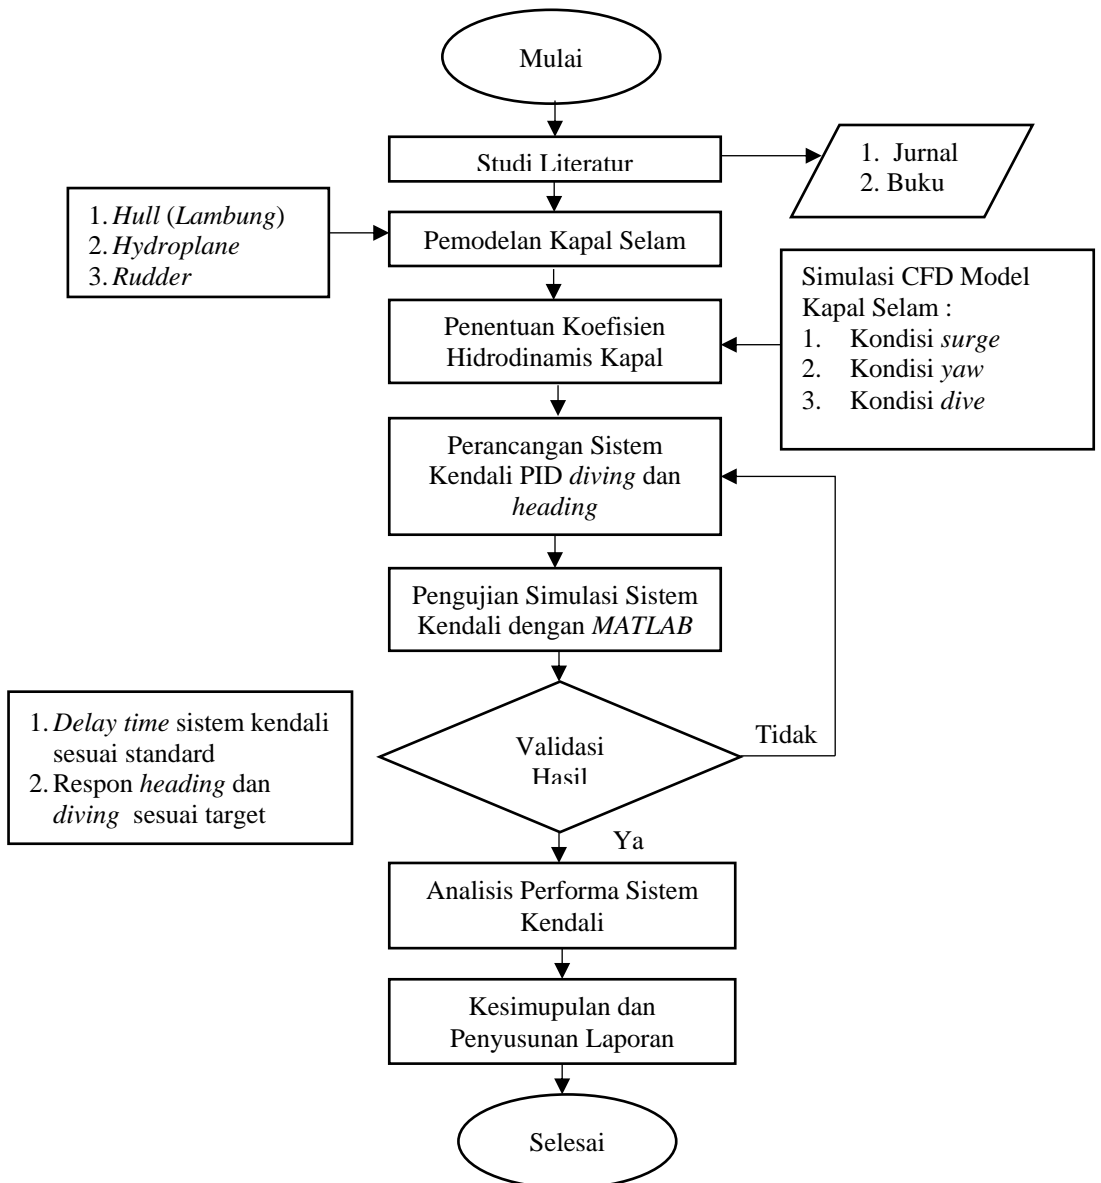 Mulai
Studi Literatur
1. Jurnal
2. Buku
1. Hull (Lambung)
2. Hydroplane
3. Rudder
Pemodelan Kapal Selam
Simulasi CFD Model
Kapal Selam :
1. Kondisi surge
2. Kondisi yaw
3. Kondisi dive
Penentuan Koefisien
Hidrodinamis Kapal
Perancangan Sistem
Kendali PID diving dan
heading
Pengujian Simulasi Sistem
Kendali dengan MATLAB
1. Delay time sistem kendali
sesuai standard
2. Respon heading dan
diving sesuai target
Validasi
Hasil
Tidak
Ya
Analisis Performa Sistem
Kendali
Kesimupulan dan
Penyusunan Laporan
Selesai